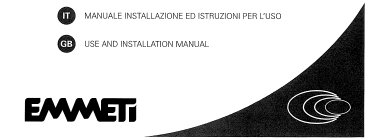 IT MANUALE INSTALLAZIONE ED ISTRUZIONI PER L'USO
GB USE AND INSTALLATION MANUAL
EMMETI